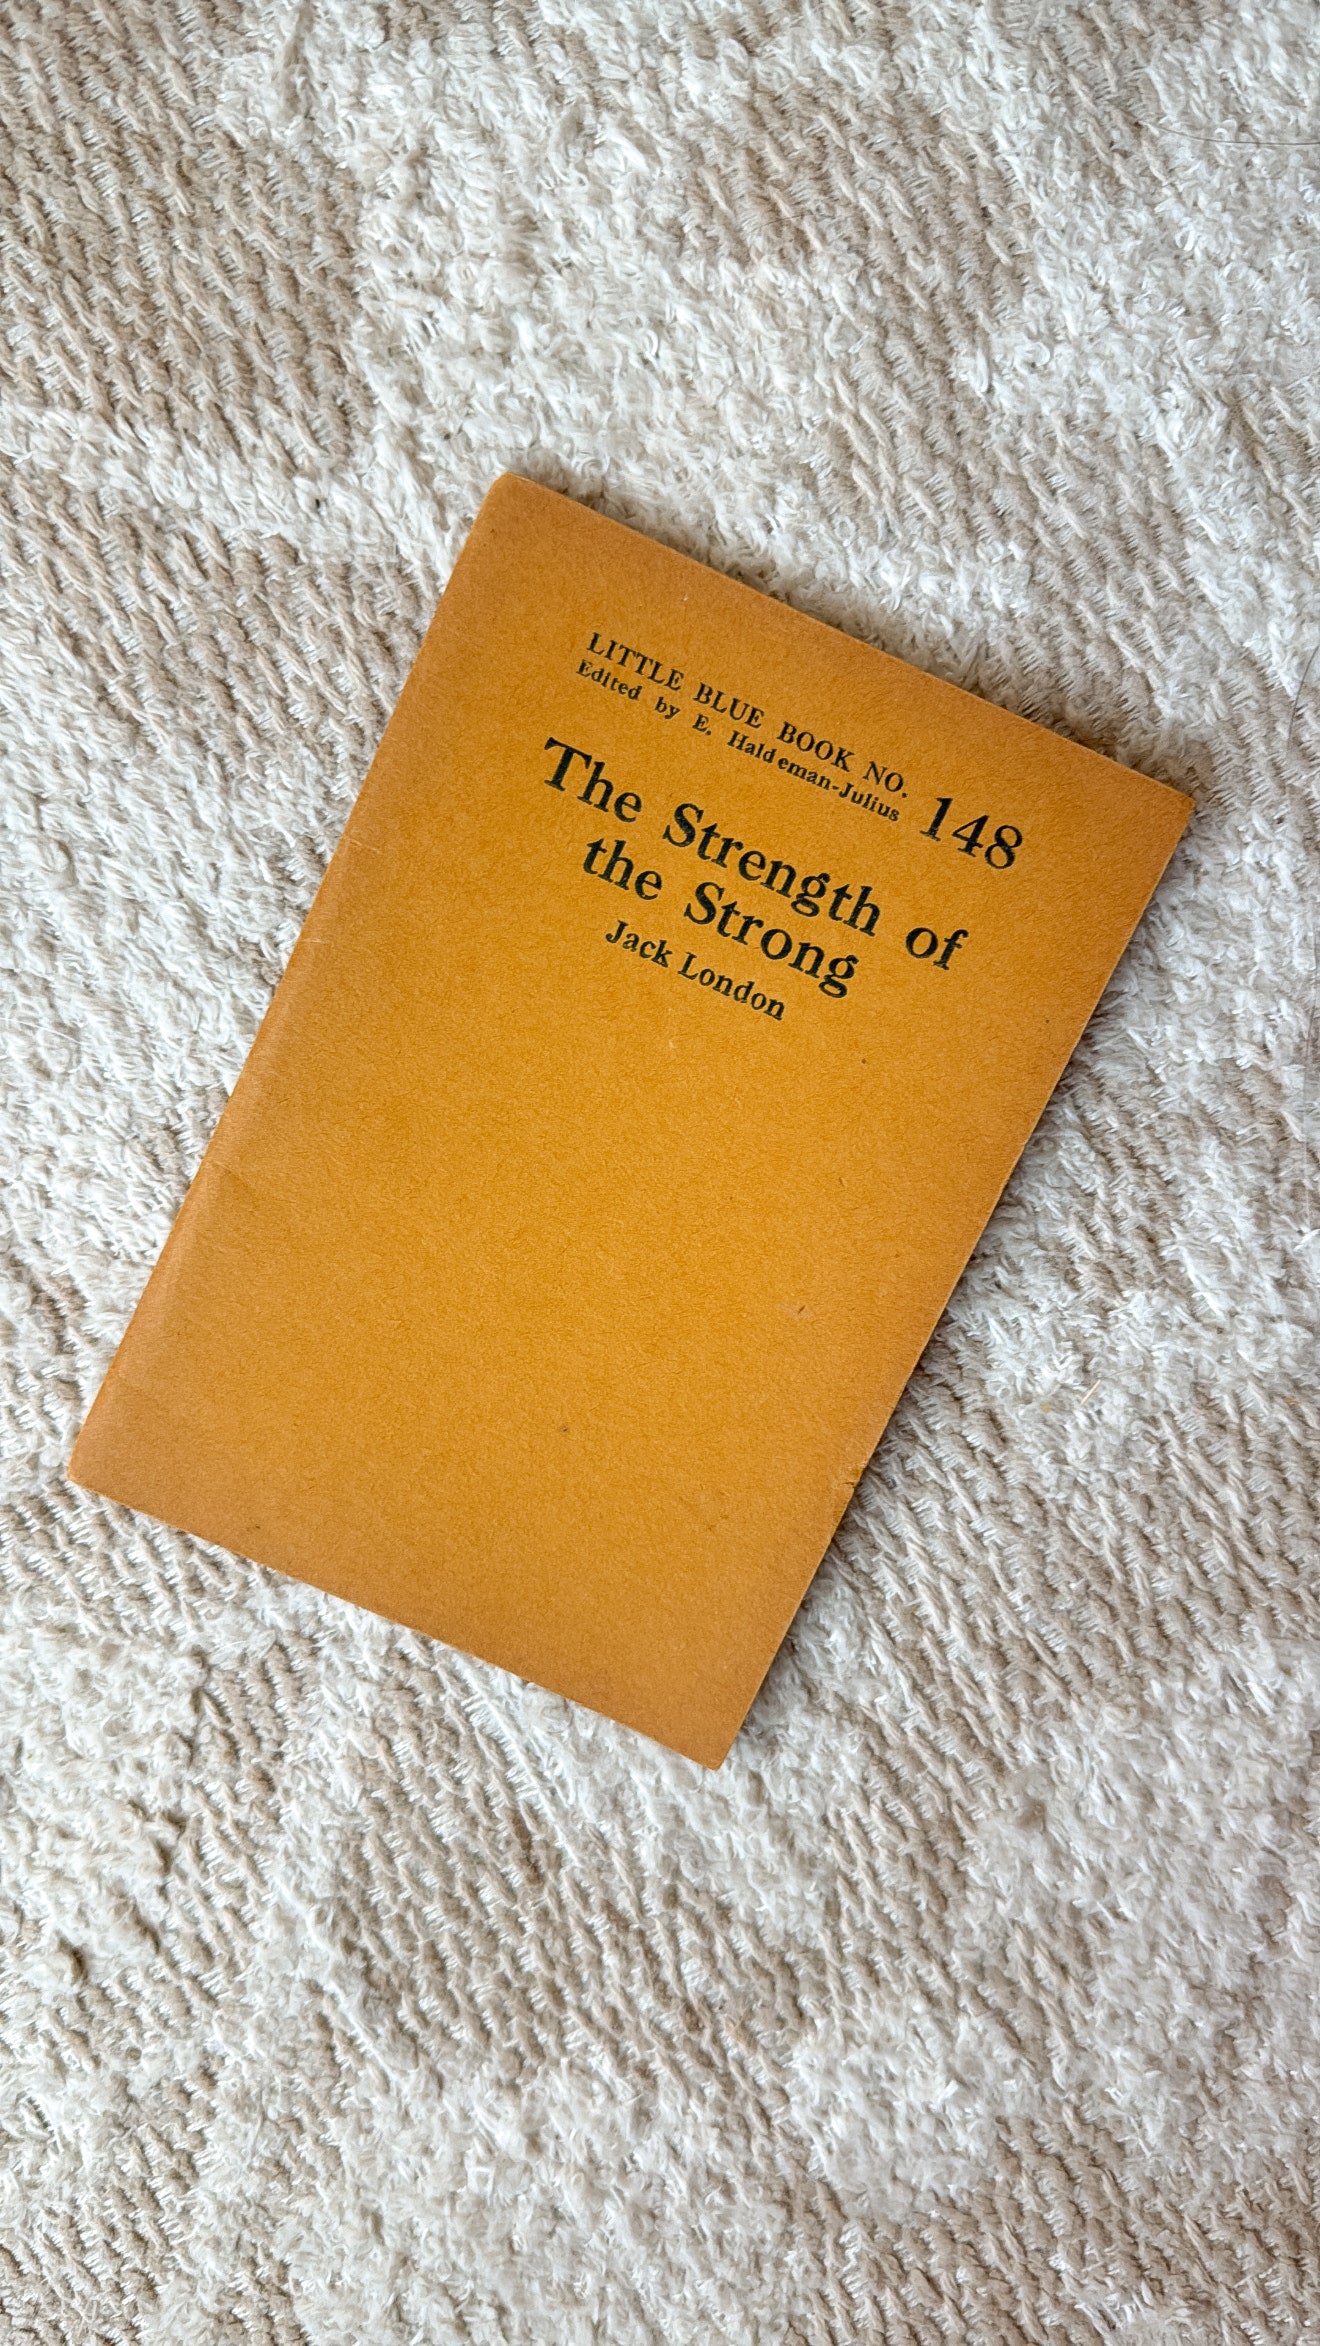 LITTLE BLUE BOOK NO. 148
Edited by E. Haldeman-Julius
The Strength of
the Strong
Jack London